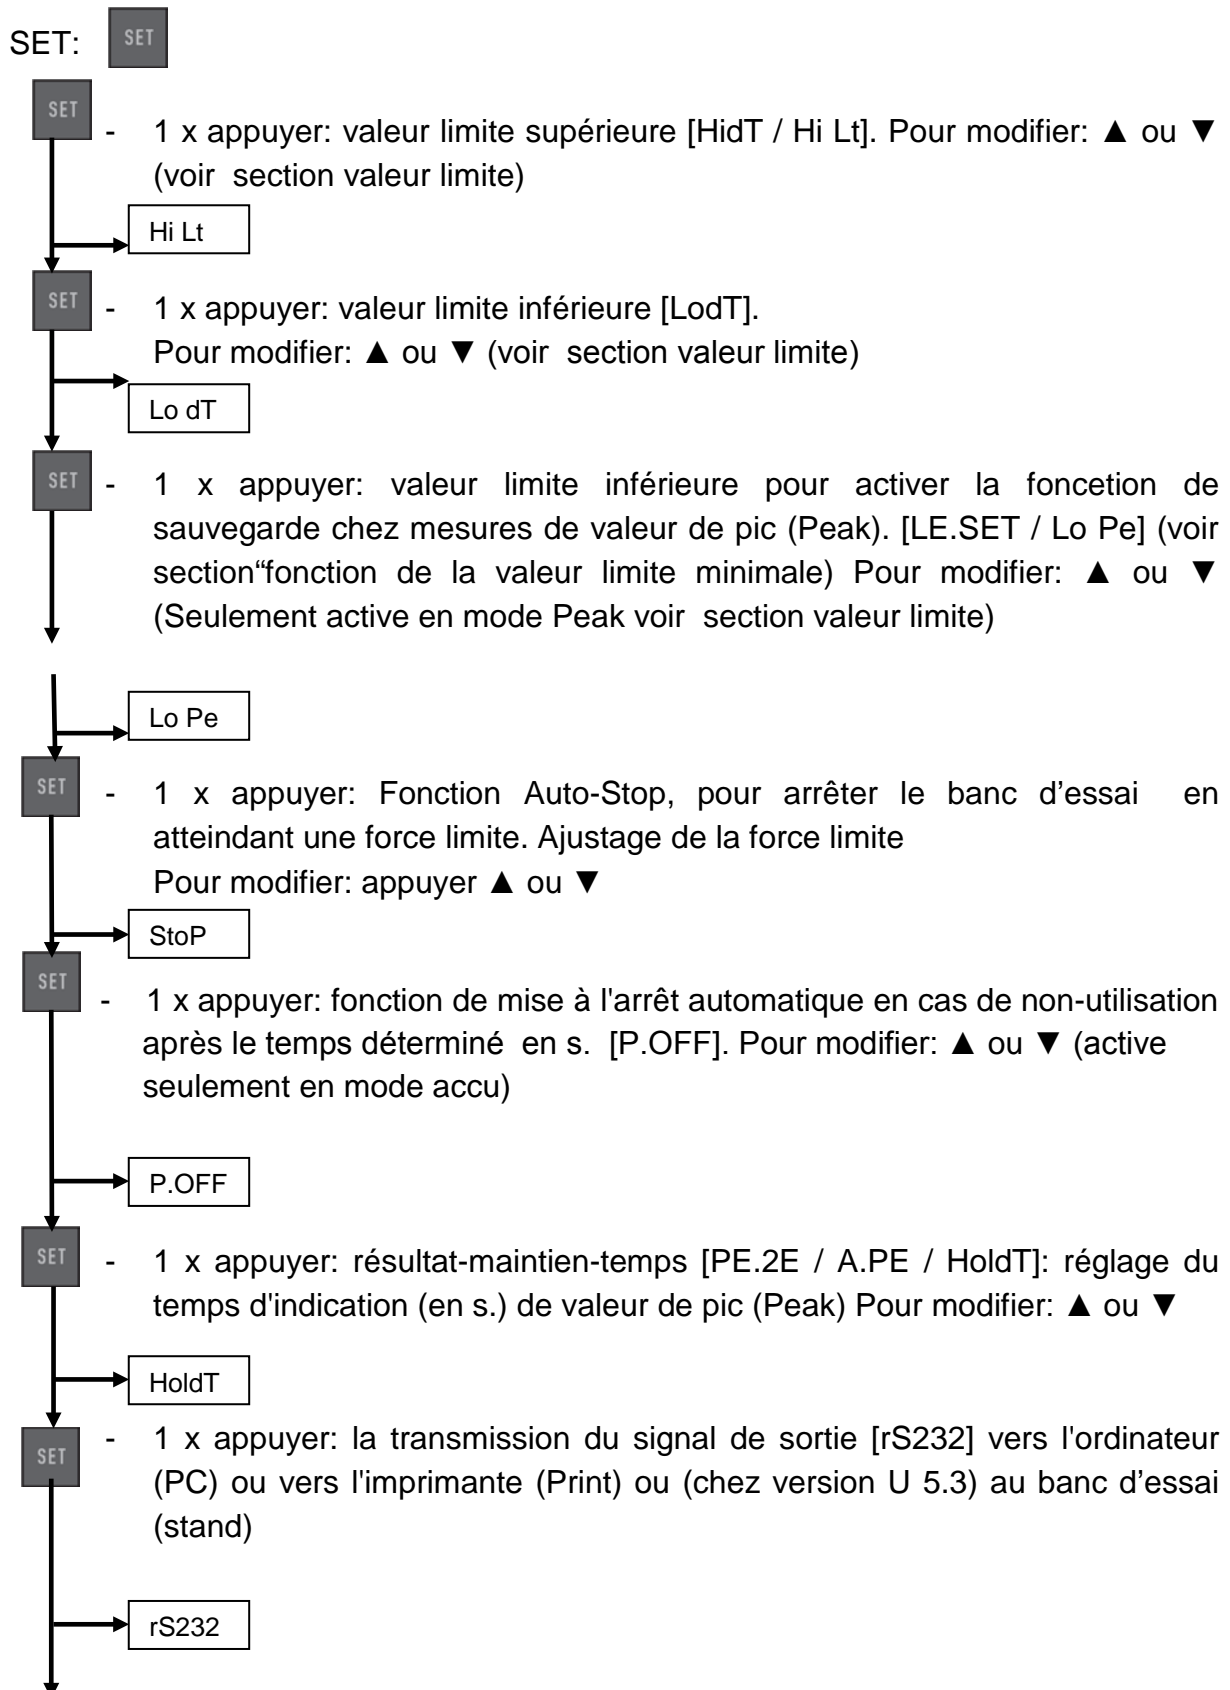 SET: SET
SET
- 1 x appuyer: valeur limite supérieure [HidT / Hi Lt]. Pour modifier: ▲ ou ▼
(voir section valeur limite)
Hi Lt
SET
- 1 x appuyer: valeur limite inférieure [LodT].
Pour modifier: ▲ ou ▼ (voir section valeur limite)
Lo dT
SET
- 1 x appuyer: valeur limite inférieure pour activer la foncetion de
sauvegarde chez mesures de valeur de pic (Peak). [LE.SET / Lo Pe] (voir
section“fonction de la valeur limite minimale) Pour modifier: ▲ ou ▼
(Seulement active en mode Peak voir section valeur limite)
Lo Pe
SET
- 1 x appuyer: Fonction Auto-Stop, pour arrêter le banc d’essai en
atteindant une force limite. Ajustage de la force limite
Pour modifier: appuyer ▲ ou ▼
StoP
SET
- 1 x appuyer: fonction de mise à l'arrêt automatique en cas de non-utilisation
après le temps déterminé en s. [P.OFF]. Pour modifier: ▲ ou ▼ (active
seulement en mode accu)
P.OFF
SET
- 1 x appuyer: résultat-maintien-temps [PE.2E / A.PE / HoldT]: réglage du
temps d'indication (en s.) de valeur de pic (Peak) Pour modifier: ▲ ou ▼
HoldT
SET
- 1 x appuyer: la transmission du signal de sortie [rS232] vers l'ordinateur
(PC) ou vers l'imprimante (Print) ou (chez version U 5.3) au banc d’essai
(stand)
rS232